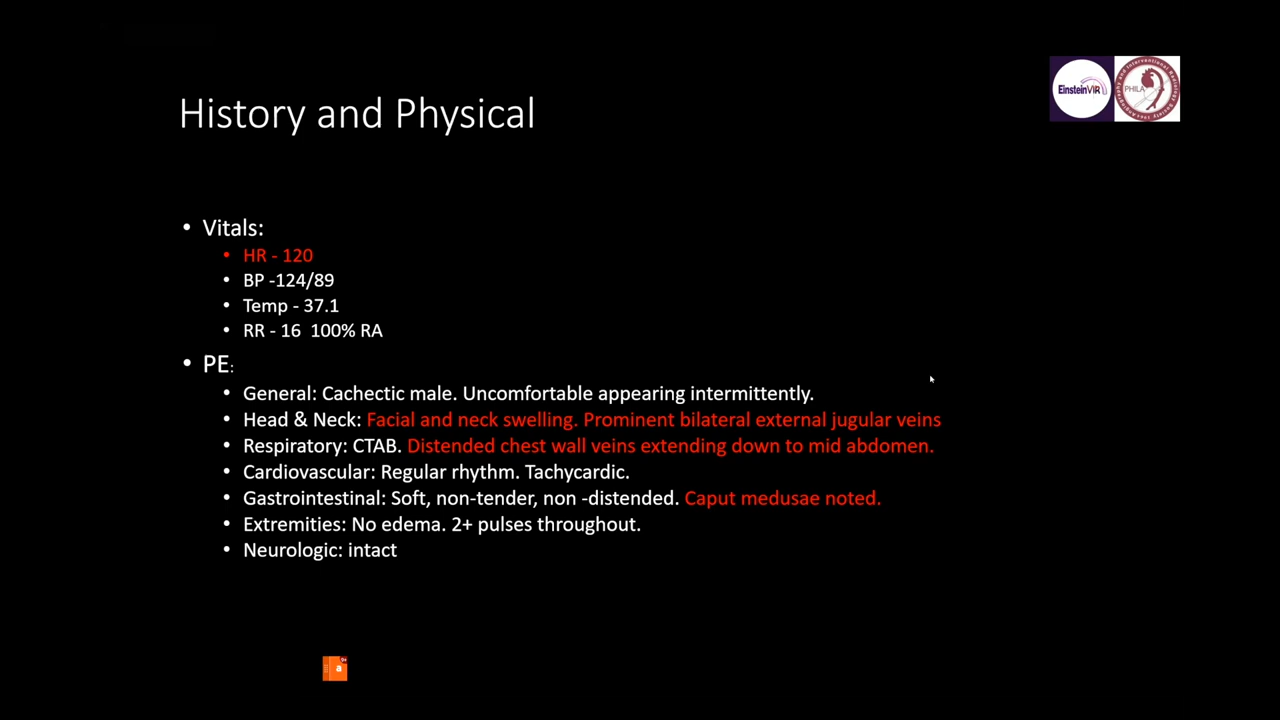 EinsteinVIR
PHILA
History and Physical
• Vitals:
• HR - 120
• BP -124/89
• Temp - 37.1
• RR - 16 100% RA
• PE:
• General: Cachectic male. Uncomfortable appearing intermittently.
• Head & Neck: Facial and neck swelling. Prominent bilateral external jugular veins
• Respiratory: CTAB. Distended chest wall veins extending down to mid abdomen.
• Cardiovascular: Regular rhythm. Tachycardic.
• Gastrointestinal: Soft, non-tender, non -distended. Caput medusae noted.
• Extremities: No edema. 2+ pulses throughout.
• Neurologic: intact
a
9+